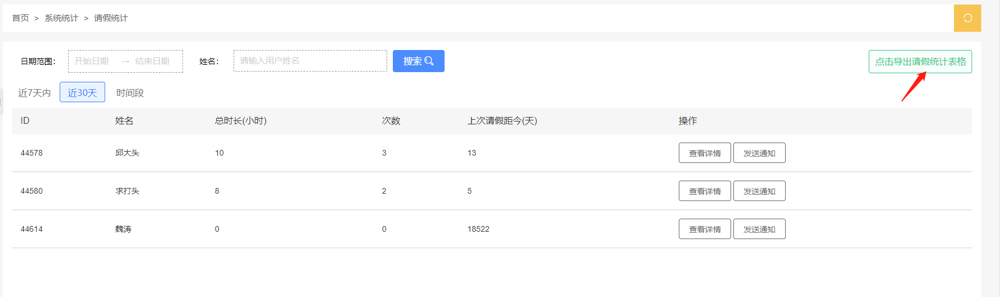 首页 > 系统统计 > 请假统计
日期范围： 开始日期 → 结束日期 姓名： 请输入用户姓名 搜索 点击导出请假统计表格
近7天内 近30天 时间段
ID 姓名 总时长(小时) 次数 上次请假距今(天) 操作
44578 邱大头 10 3 13 查看详情 发送通知
44580 求打头 8 2 5 查看详情 发送通知
44614 魏涛 0 0 18522 查看详情 发送通知